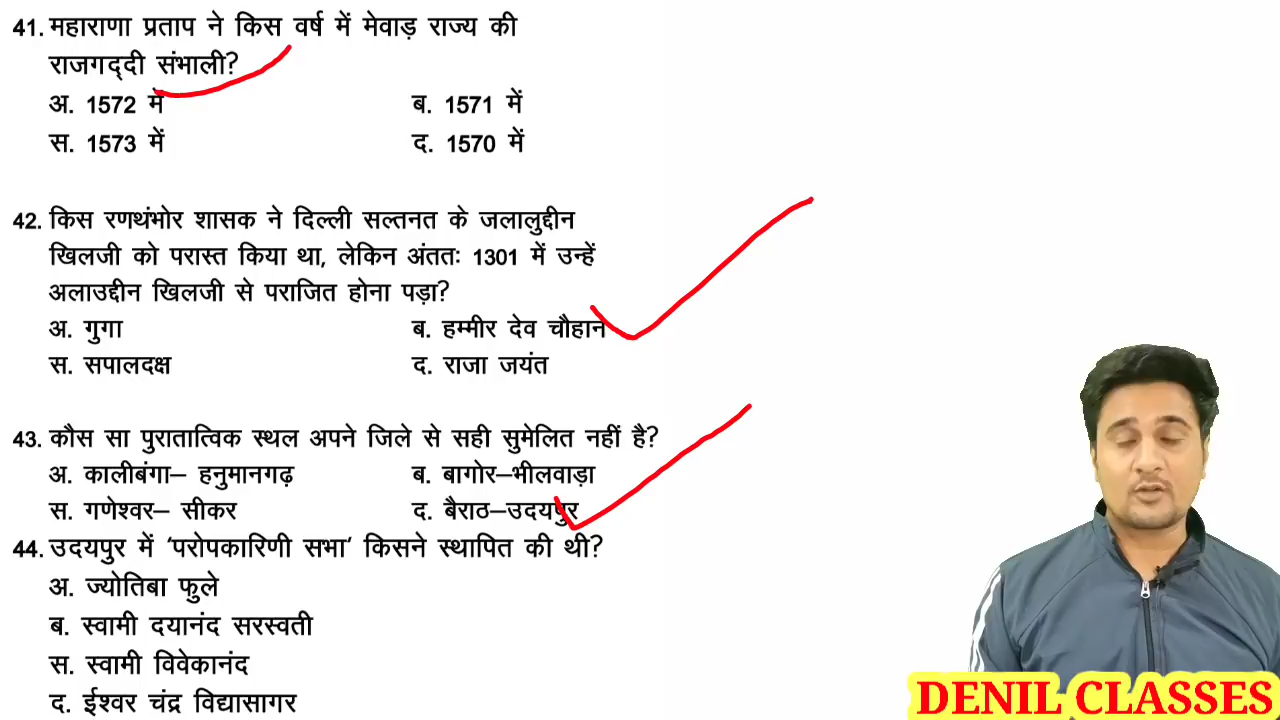 41. महाराणा प्रताप ने किस वर्ष में मेवाड़ राज्य की
राजगद्दी संभाली?
अ. 1572 में
ब. 1571 में
स. 1573 में
द. 1570 में
42. किस रणथंभोर शासक ने दिल्ली सल्तनत के जलालुद्दीन
खिलजी को परास्त किया था, लेकिन अंततः 1301 में उन्हें
अलाउद्दीन खिलजी से पराजित होना पड़ा?
अ. गुगा
ब. हम्मीर देव चौहान
स. सपालदक्ष
द. राजा जयंत
43. कौस सा पुरातात्विक स्थल अपने जिले से सही सुमेलित नहीं है?
अ. कालीबंगा– हनुमानगढ़
ब. बागोर–भीलवाड़ा
स. गणेश्वर– सीकर
द. बैराठ–उदयपुर
44. उदयपुर में ‘परोपकारिणी सभा’ किसने स्थापित की थी?
अ. ज्योतिबा फुले
ब. स्वामी दयानंद सरस्वती
स. स्वामी विवेकानंद
द. ईश्वर चंद्र विद्यासागर
DENIL CLASSES